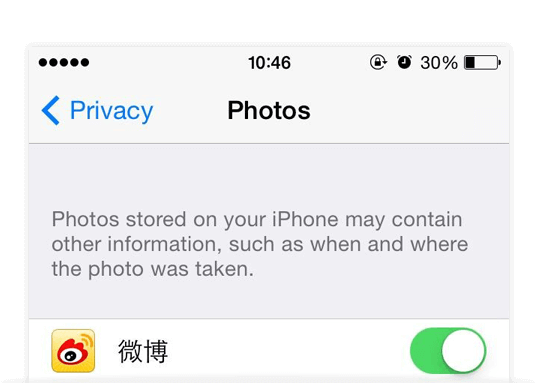 10:46 30%
Privacy Photos
Photos stored on your iPhone may contain
other information, such as when and where
the photo was taken.
微博